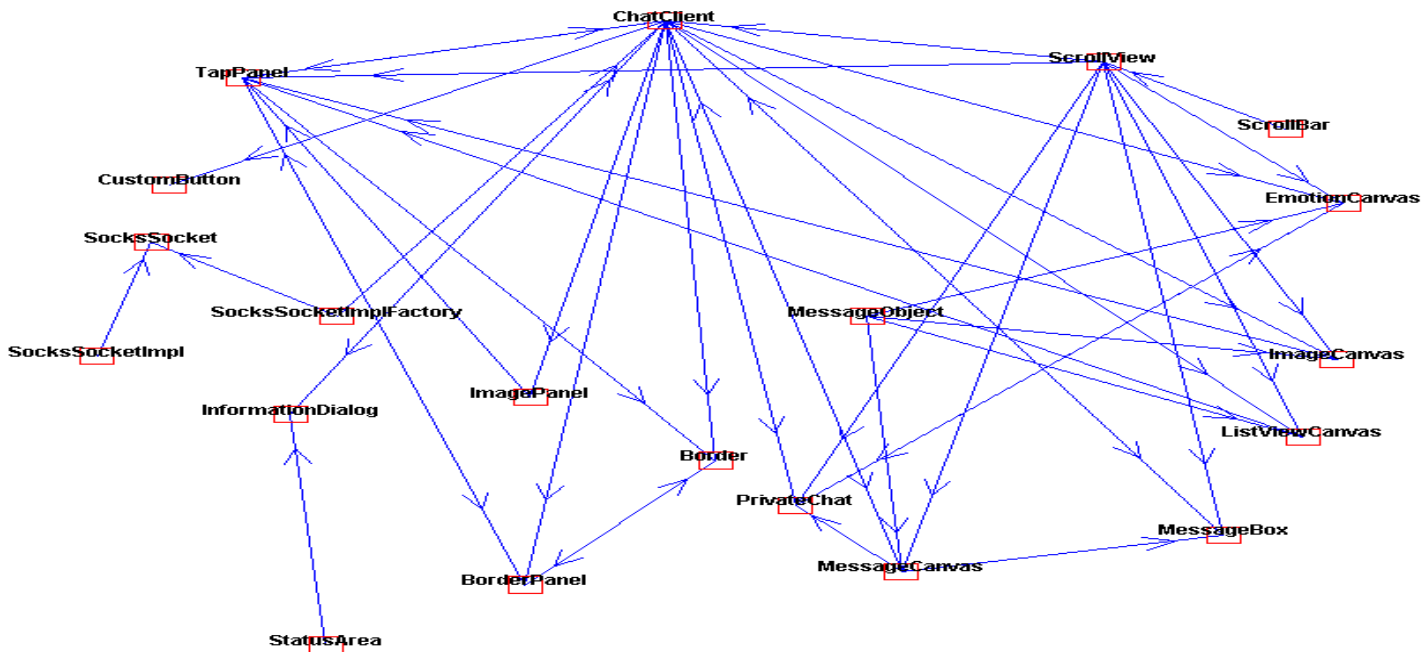 ChatClient
ScrollView
TapPanel
ScrollBar
CustomButton
EmotionCanvas
SocksSocket
SocksSocketImplFactory
MessageObject
SocksSocketImpl
ImageCanvas
ImagePanel
InformationDialog
ListViewCanvas
Border
PrivateChat
MessageBox
MessageCanvas
BorderPanel
StatusArea